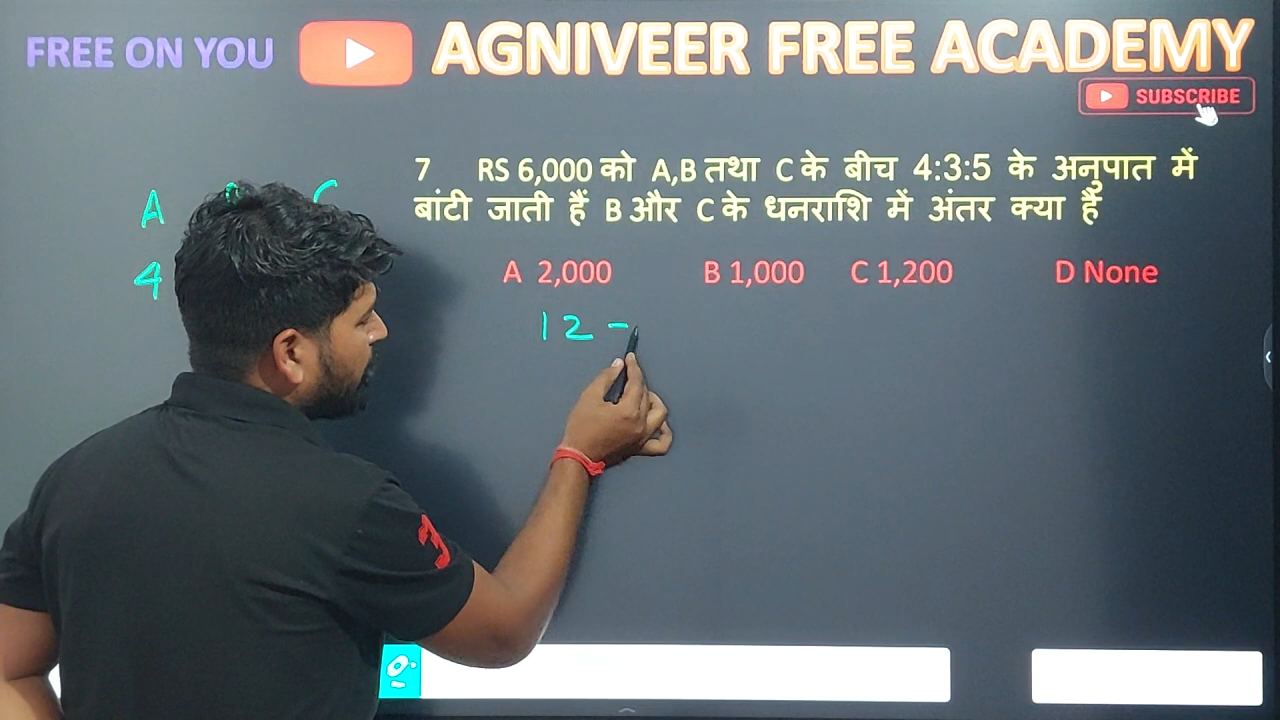 FREE ON YOU AGNIVEER FREE ACADEMY
SUBSCRIBE
7 RS 6,000 को A,B तथा C के बीच 4:3:5 के अनुपात में
बांटी जाती हैं B और C के धनराशि में अंतर क्या है
A 2,000 B 1,000 C 1,200 D None
A C
4
12 =